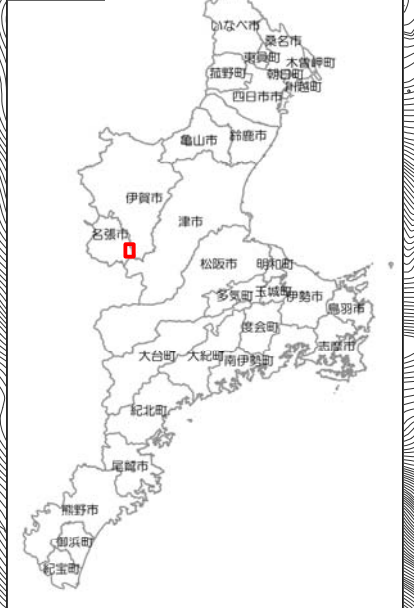 いなべ市
桑名市
東員町
木曽岬町
朝日町
菰野町
川越町
四日市市
亀山市
鈴鹿市
伊賀市
津市
名張市
松阪市
明和町
多気町
玉城町
伊勢市
鳥羽市
度会町
志摩市
大台町
大紀町
南伊勢町
紀北町
尾鷲市
熊野市
御浜町
紀宝町